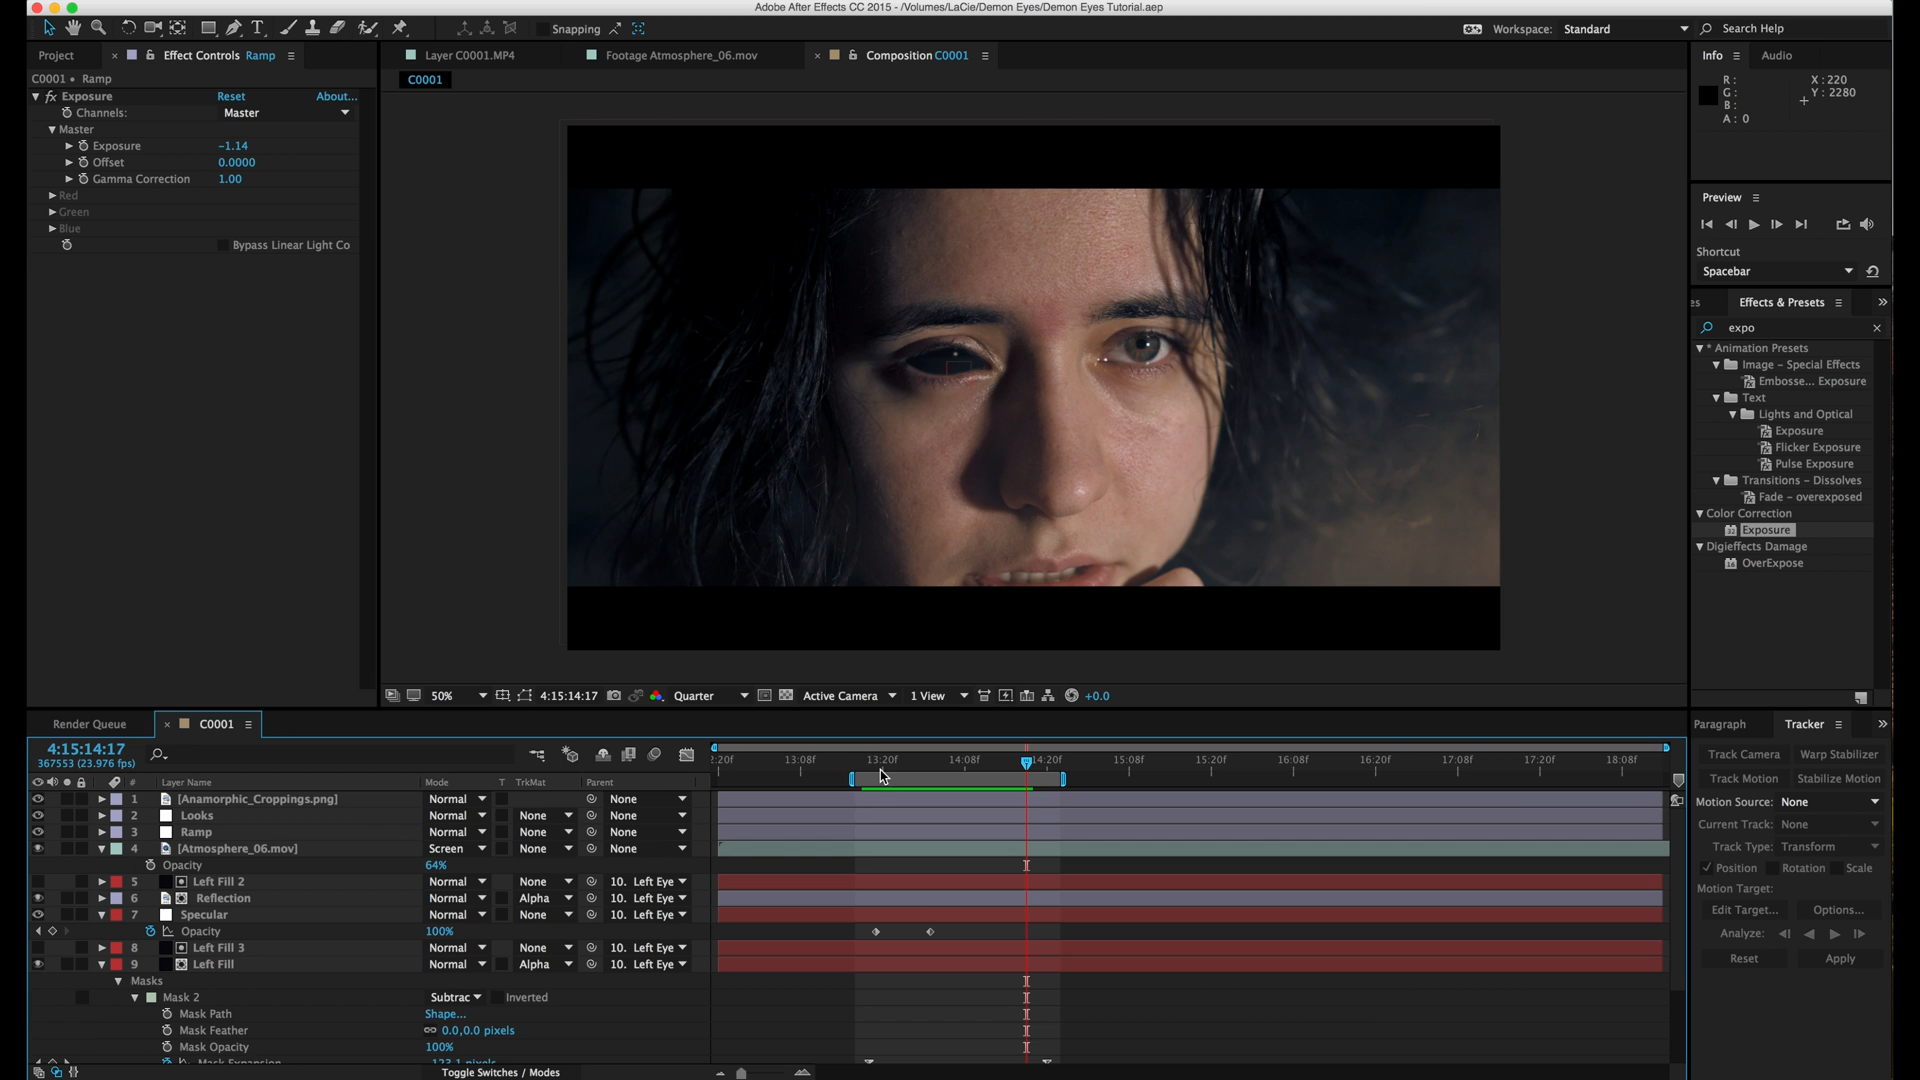 Adobe After Effects CC 2015 - /Volumes/LaCie/Demon Eyes/Demon Eyes Tutorial.aep
Snapping
Workspace: Standard
Search Help
Project
Effect Controls Ramp
Layer C0001.MP4
Footage Atmosphere_06.mov
Composition C0001
Info
Audio
C0001 • Ramp
C0001
R:
G:
B:
A: 0
X: 220
Y: 2280
fx Exposure
Reset
About...
Channels:
Master
Master
Exposure
-1.14
Offset
0.0000
Gamma Correction
1.00
Red
Green
Blue
Bypass Linear Light Co
Preview
Shortcut
Spacebar
es
Effects & Presets
expo
* Animation Presets
Image – Special Effects
Embosse... Exposure
Text
Lights and Optical
Exposure
Flicker Exposure
Pulse Exposure
Transitions – Dissolves
Fade – overexposed
Color Correction
Exposure
Digieffects Damage
OverExpose
50%
4:15:14:17
Quarter
Active Camera
1 View
+0.0
Render Queue
C0001
Paragraph
Tracker
4:15:14:17
367553 (23.976 fps)
2:20f
13:08f
13:20f
14:08f
14:20f
15:08f
15:20f
16:08f
16:20f
17:08f
17:20f
18:08f
# Layer Name Mode T TrkMat Parent
1 [Anamorphic_Croppings.png] Normal None
2 Looks Normal None None
3 Ramp Normal None None
4 [Atmosphere_06.mov] Screen None None
Opacity 64%
5 Left Fill 2 Normal None 10. Left Eye
6 Reflection Normal Alpha 10. Left Eye
7 Specular Normal None 10. Left Eye
Opacity 100%
8 Left Fill 3 Normal None 10. Left Eye
9 Left Fill Normal Alpha 10. Left Eye
Masks
Mask 2 Subtrac Inverted
Mask Path Shape...
Mask Feather 0.0,0.0 pixels
Mask Opacity 100%
Toggle Switches / Modes
Track Camera
Warp Stabilizer
Track Motion
Stabilize Motion
Motion Source: None
Current Track: None
Track Type: Transform
Position
Rotation
Scale
Motion Target:
Edit Target...
Options...
Analyze:
Reset
Apply